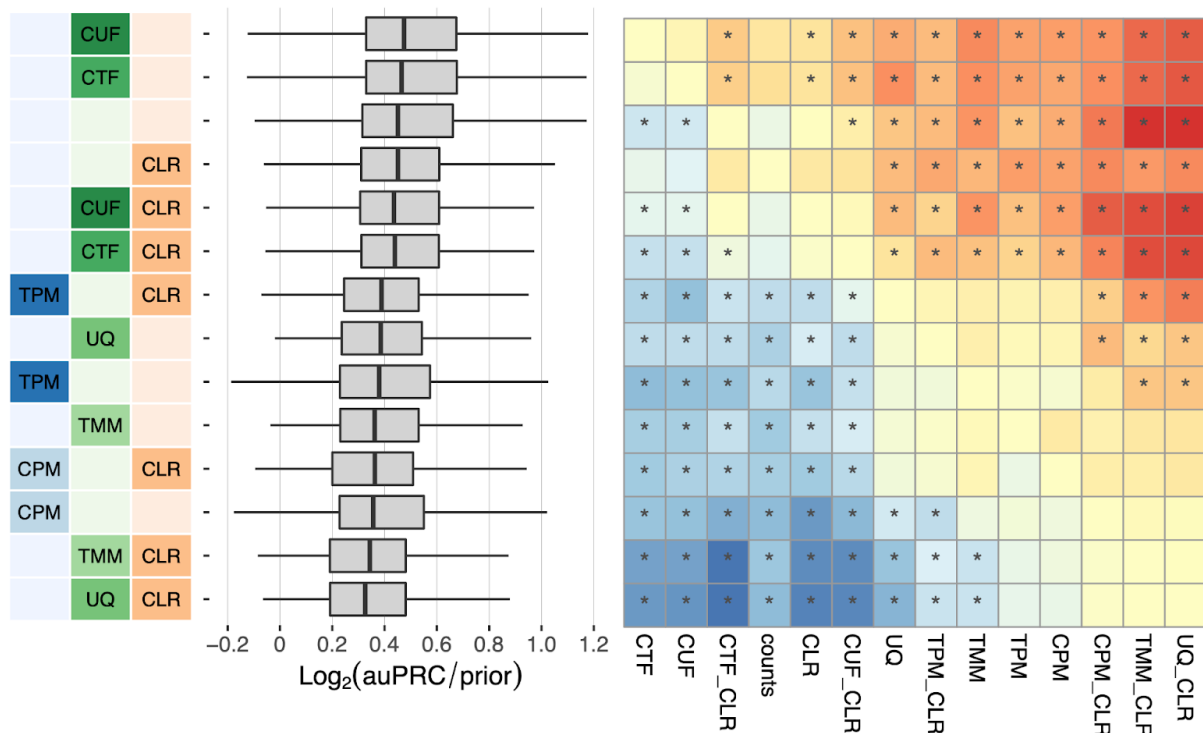 CUF
CTF
CLR
CUF CLR
CTF CLR
TPM CLR
UQ
TPM
TMM
CPM CLR
CPM
TMM CLR
UQ CLR
-0.2 0 0.2 0.4 0.6 0.8 1.0 1.2
Log₂(auPRC/prior)
CTF
CUF
CTF_CLR
counts
CLR
CUF_CLR
UQ
TPM_CLR
TMM
TPM
CPM
CPM_CLR
TMM_CLR
UQ_CLR